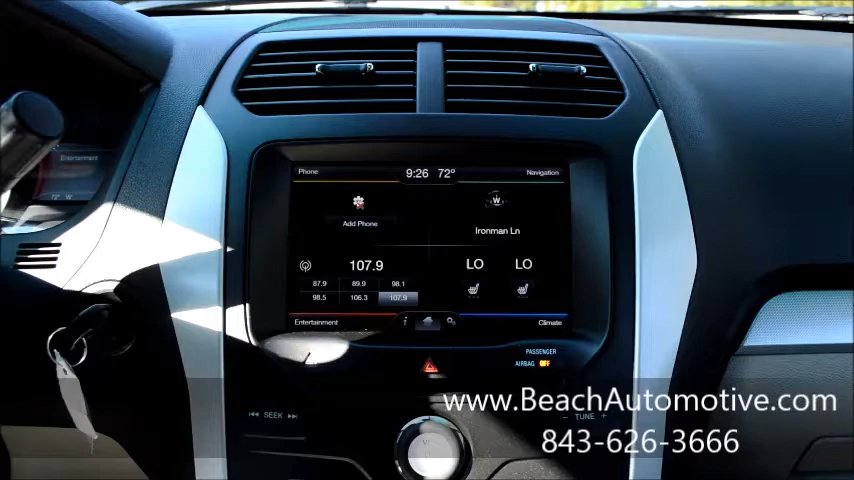 Entertainment
72° W
Phone 9:26 72° Navigation
W
Add Phone
Ironman Ln
107.9
LO LO
87.9 89.9 98.1
98.5 106.3 107.9
Entertainment
i
Climate
PASSENGER
AIRBAG OFF
SEEK
- TUNE +
www.BeachAutomotive.com
843-626-3666